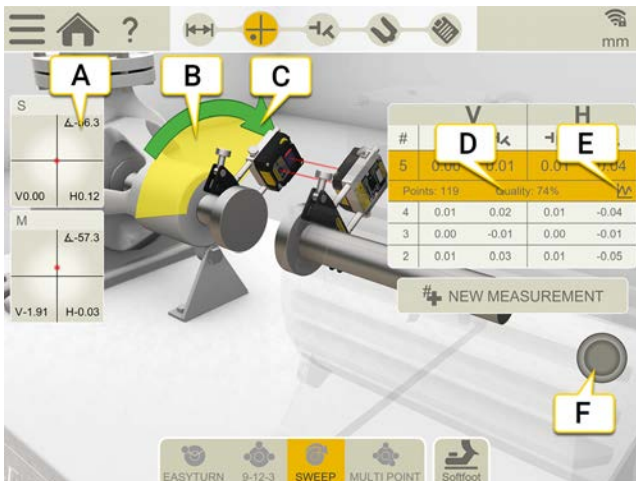 ?
mm
A
B
C
S
∡-56.3
V0.00 H0.12
M
∡-57.3
V-1.91 H-0.03
V H
#
D
E
5 0.00 0.01 0.01 -0.04
Points: 119 Quality: 74%
4 0.01 0.02 0.01 -0.04
3 0.00 -0.01 0.00 -0.01
2 0.01 0.03 0.01 -0.05
# NEW MEASUREMENT
F
EASYTURN 9-12-3 SWEEP MULTI POINT Softfoot